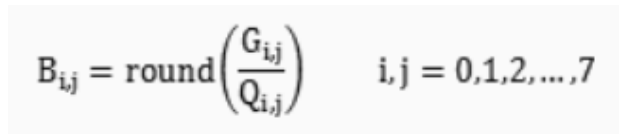 B_{i,j} = round(G_{i,j}/Q_{i,j}) i,j = 0,1,2,...,7